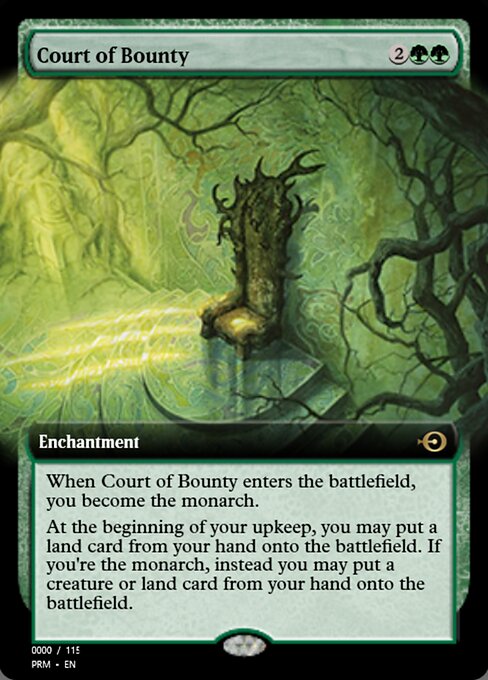 Court of Bounty 2
Enchantment
When Court of Bounty enters the battlefield,
you become the monarch.
At the beginning of your upkeep, you may put a
land card from your hand onto the battlefield. If
you're the monarch, instead you may put a
creature or land card from your hand onto the
battlefield.
0000 / 115
PRM • EN